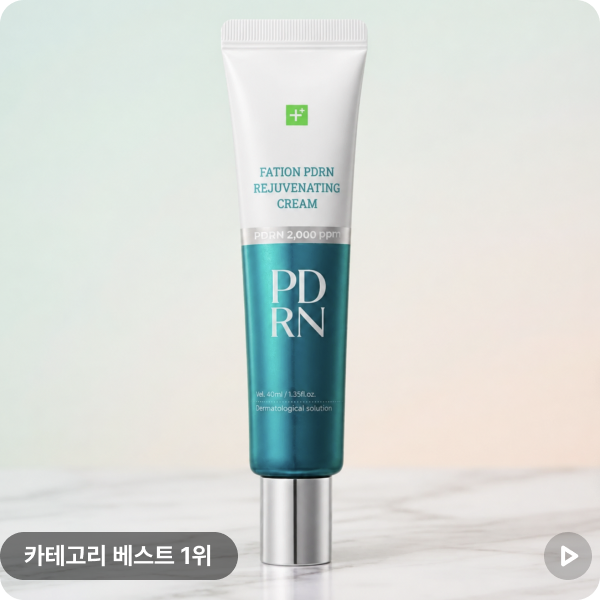 FATION PDRN
REJUVENATING
CREAM
PDRN 2,000 ppm
PD
RN
Vel. 40ml / 1.35fl.oz.
Dermatological solution
카테고리 베스트 1위